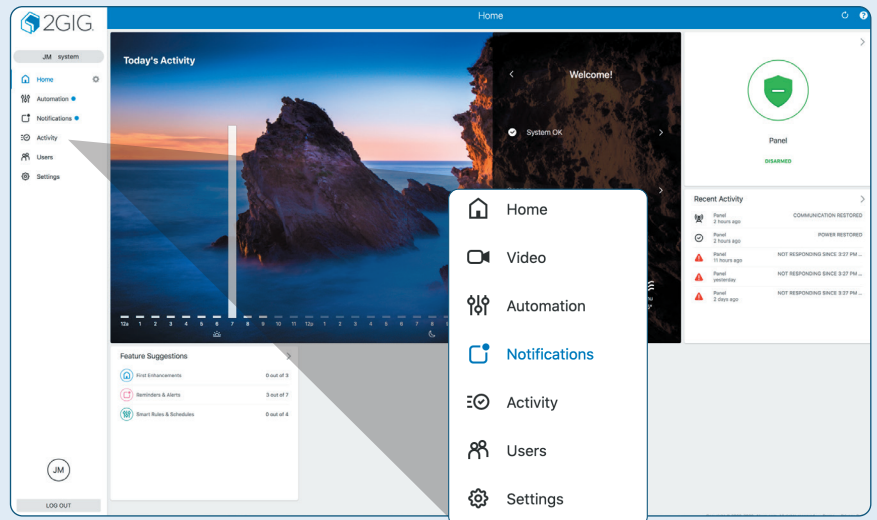 2GIG
Home
JM system
Home
Automation
Notifications
Activity
Users
Settings
JM
LOG OUT
Today's Activity
12a 1 2 3 4 5 6 7 8 9 10 11 12p 1 2 3 4 5 6 7 8
Welcome!
System OK
Panel
DISARMED
Recent Activity
Panel COMMUNICATION RESTORED
2 hours ago
Panel POWER RESTORED
2 hours ago
Panel NOT RESPONDING SINCE 3:27 PM ...
11 hours ago
Panel NOT RESPONDING SINCE 3:27 PM ...
yesterday
Panel NOT RESPONDING SINCE 3:27 PM ...
2 days ago
Feature Suggestions
First Enhancements 0 out of 3
Reminders & Alerts 3 out of 7
Smart Rules & Schedules 0 out of 4
Home
Video
Automation
Notifications
Activity
Users
Settings